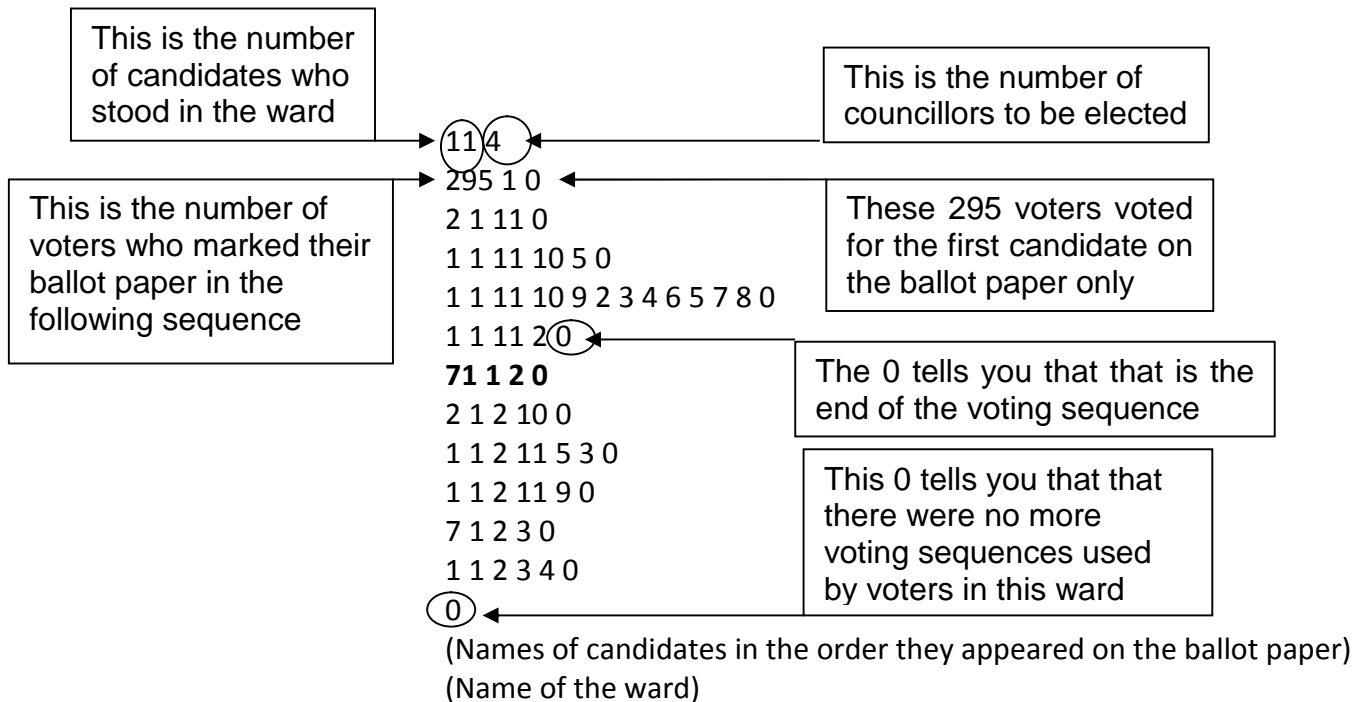 This is the number
of candidates who
stood in the ward
This is the number of
councillors to be elected
11 4
295 1 0
This is the number of
voters who marked their
ballot paper in the
following sequence
These 295 voters voted
for the first candidate on
the ballot paper only
2 1 11 0
1 1 11 10 5 0
1 1 11 10 9 2 3 4 6 5 7 8 0
1 1 11 2 0
The 0 tells you that that is the
end of the voting sequence
71 1 2 0
2 1 2 10 0
1 1 2 11 5 3 0
1 1 2 11 9 0
7 1 2 3 0
1 1 2 3 4 0
This 0 tells you that that
there were no more
voting sequences used
by voters in this ward
0
(Names of candidates in the order they appeared on the ballot paper)
(Name of the ward)